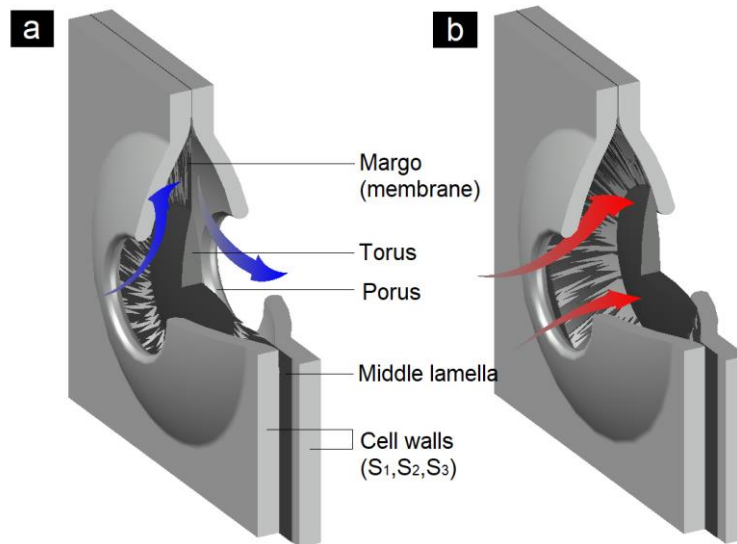 a
b
Margo
(membrane)
Torus
Porus
Middle lamella
Cell walls
(S₁,S₂,S₃)